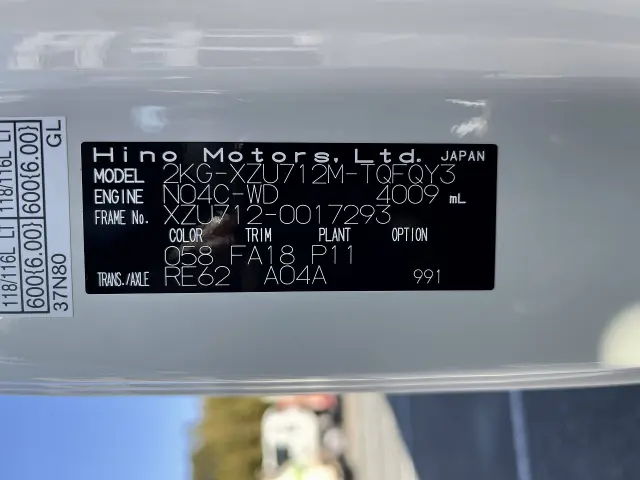 Hino Motors, Ltd. JAPAN
MODEL 2KG-XZU712M-TQFQY3
ENGINE N04C-WD 4009 mL
FRAME No. XZU712-0017293
COLOR TRIM PLANT OPTION
058 FA18 P11
TRANS./AXLE RE62 A04A 991
118/116L LT 118/116L LT
600{6.00} 600{6.00}
37N80 GL